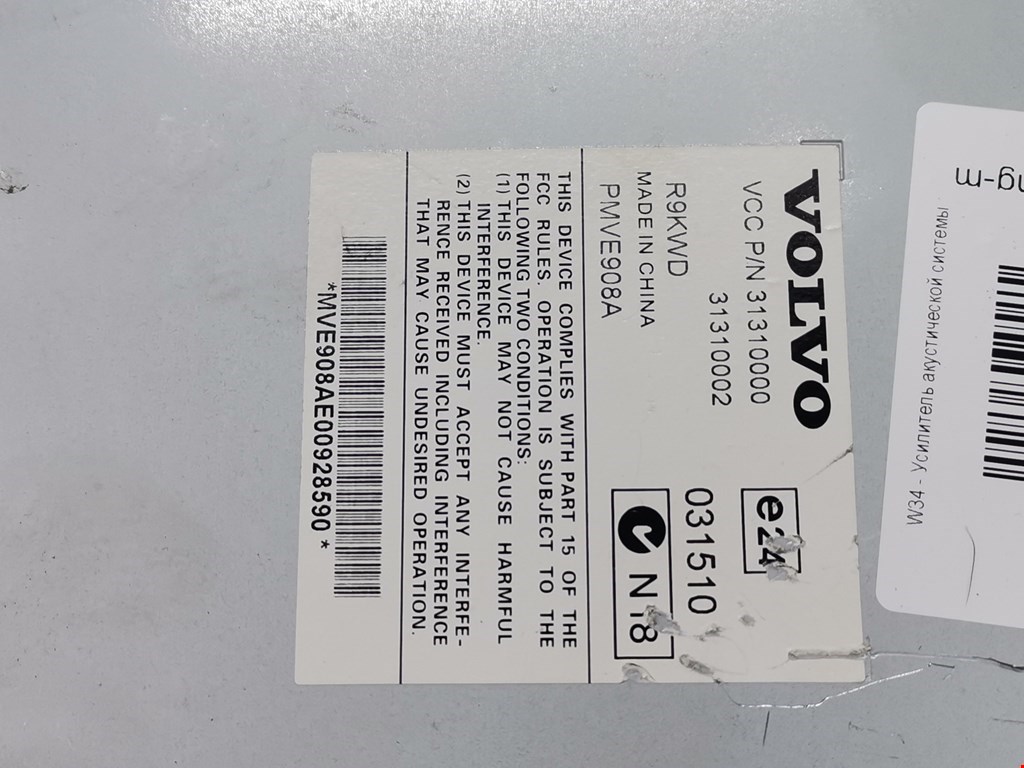 VOLVO
VCC P/N 31310000
31310002
R9KWD
MADE IN CHINA
PMVE908A
e24
031510
N18
THIS DEVICE COMPLIES WITH PART 15 OF THE
FCC RULES. OPERATION IS SUBJECT TO THE
FOLLOWING TWO CONDITIONS:
(1) THIS DEVICE MAY NOT CAUSE HARMFUL
INTERFERENCE.
(2) THIS DEVICE MUST ACCEPT ANY INTERFE-
RENCE RECEIVED INCLUDING INTERFERENCE
THAT MAY CAUSE UNDESIRED OPERATION.
*MVE908AE00928590*
ng-m
W34 - Усилитель акустической системы